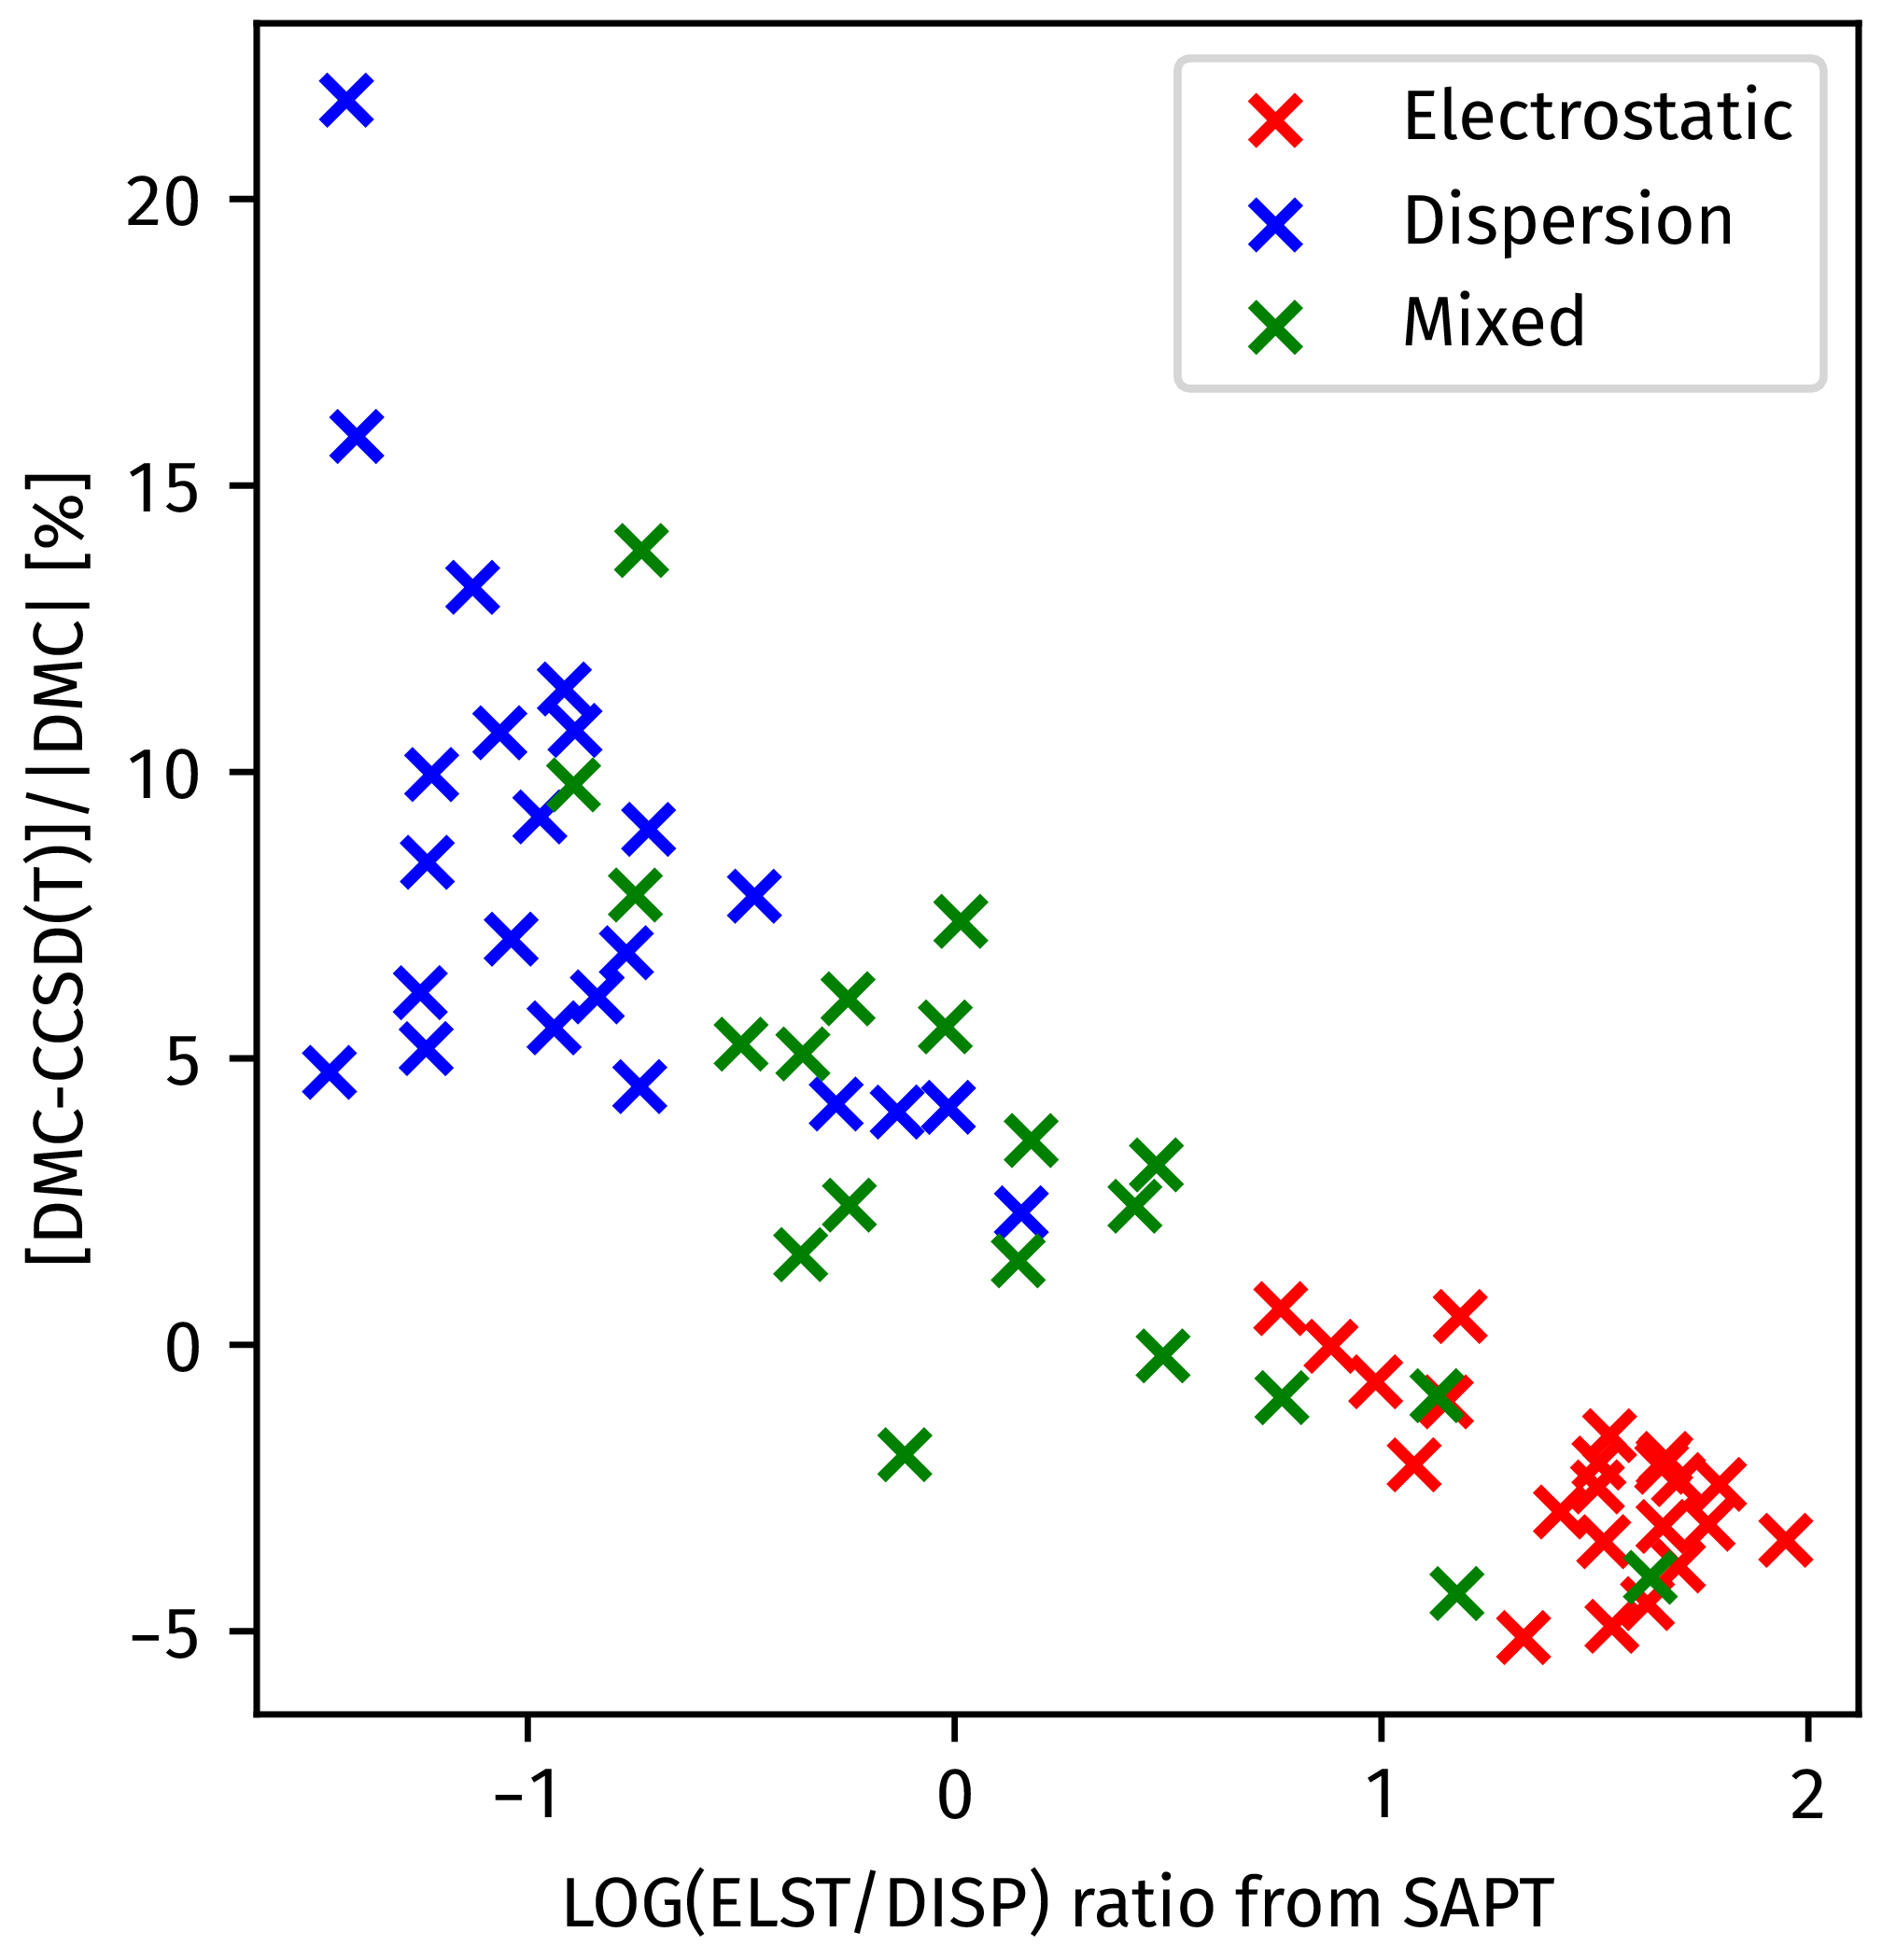 Electrostatic
Dispersion
Mixed
[DMC-CCSD(T)]/|DMC| [%]
20
15
10
5
0
−5
−1
0
1
2
LOG(ELST/DISP) ratio from SAPT